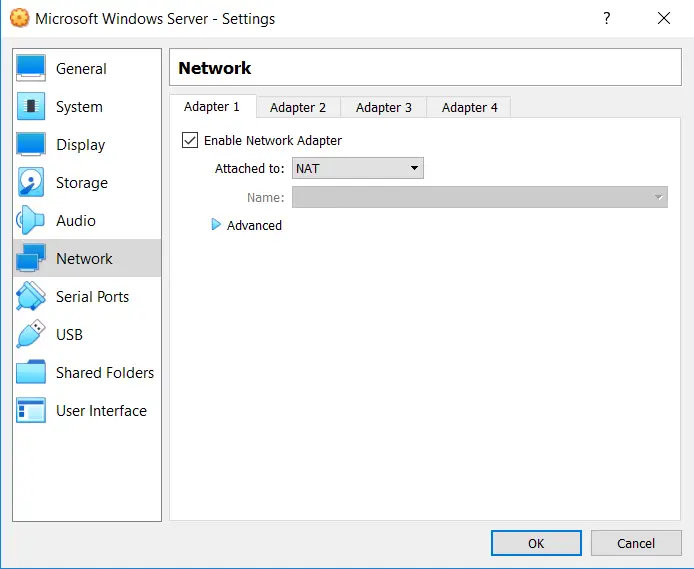 Microsoft Windows Server - Settings
?
General
System
Display
Storage
Audio
Network
Serial Ports
USB
Shared Folders
User Interface
Network
Adapter 1
Adapter 2
Adapter 3
Adapter 4
Enable Network Adapter
Attached to: NAT
Name:
Advanced
OK
Cancel